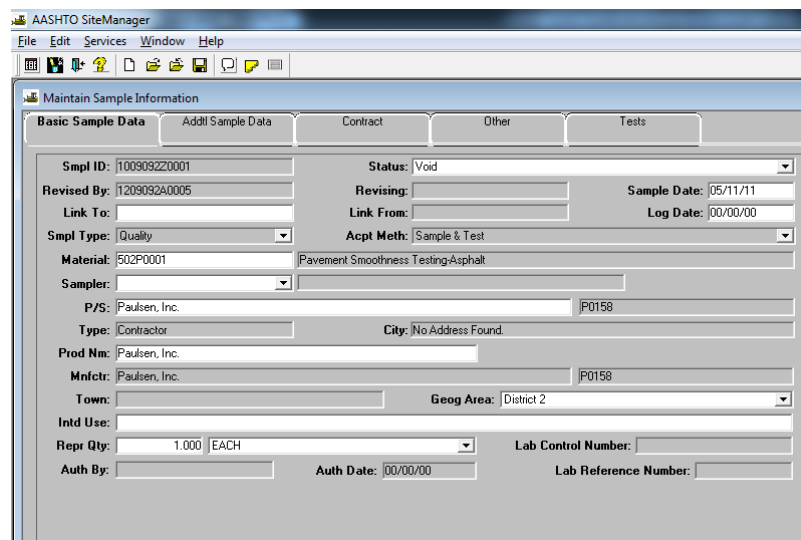 AASHTO SiteManager
File Edit Services Window Help
Maintain Sample Information
Basic Sample Data Addtl Sample Data Contract Other Tests
Smpl ID: 1009092Z0001 Status: Void
Revised By: 1209092A0005 Revising: Sample Date: 05/11/11
Link To: Link From: Log Date: 00/00/00
Smpl Type: Quality Acpt Meth: Sample & Test
Material: 502P0001 Pavement Smoothness Testing-Asphalt
Sampler:
P/S: Paulsen, Inc. P0158
Type: Contractor City: No Address Found.
Prod Nm: Paulsen, Inc.
Mnfctr: Paulsen, Inc. P0158
Town: Geog Area: District 2
Intd Use:
Repr Qty: 1.000 EACH Lab Control Number:
Auth By: Auth Date: 00/00/00 Lab Reference Number: